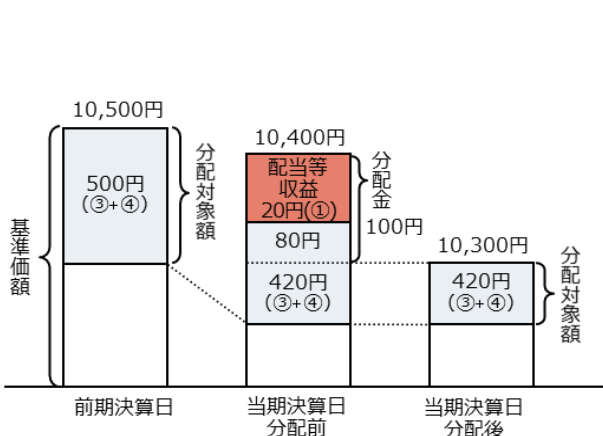 10,500円
500円
(③+④)
分配対象額
基準価額
前期決算日
10,400円
配当等
収益
20円(①)
80円
420円
(③+④)
分配金
100円
当期決算日
分配前
10,300円
420円
(③+④)
分配対象額
当期決算日
分配後